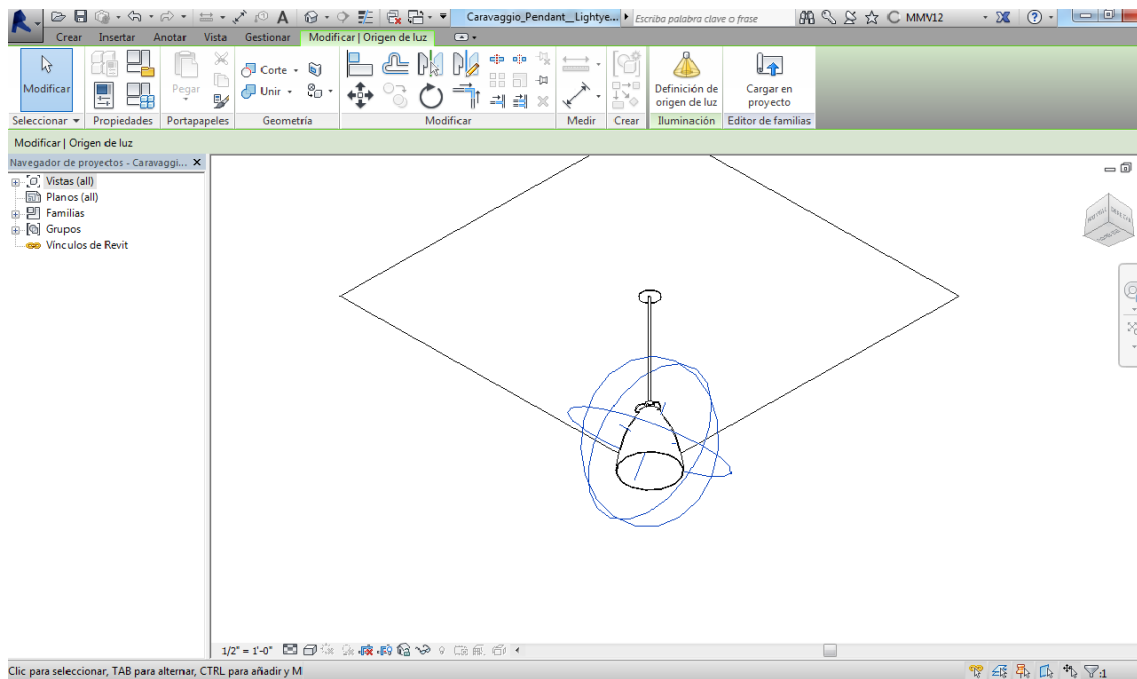 Caravaggio_Pendant__Lightye... Escriba palabra clave o frase MMV12
Crear Insertar Anotar Vista Gestionar Modificar | Origen de luz
Modificar Pegar Corte Unir Definición de origen de luz Cargar en proyecto
Seleccionar Propiedades Portapapeles Geometría Modificar Medir Crear Iluminación Editor de familias
Modificar | Origen de luz
Navegador de proyectos - Caravaggi...
Vistas (all)
Planos (all)
Familias
Grupos
Vínculos de Revit
1/2" = 1'-0"
Clic para seleccionar, TAB para alternar, CTRL para añadir y M :1